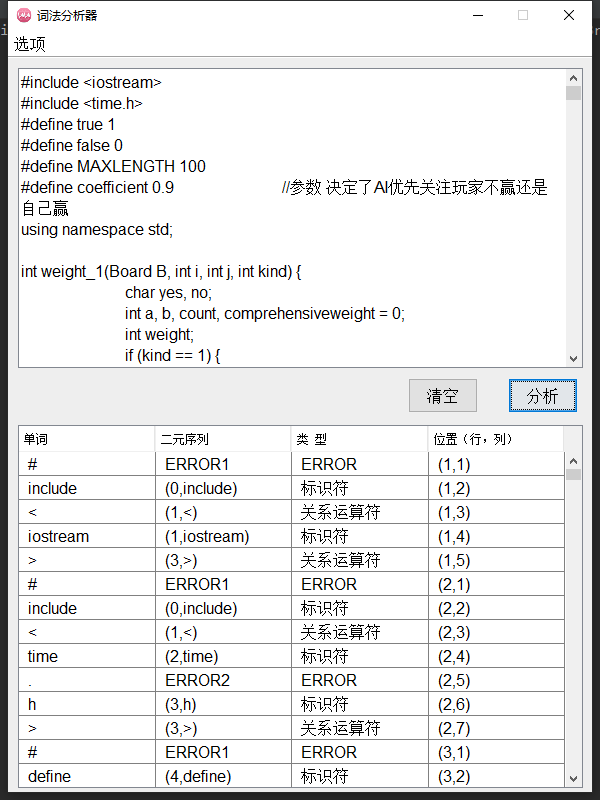 词法分析器
选项
#include <iostream>
#include <time.h>
#define true 1
#define false 0
#define MAXLENGTH 100
#define coefficient 0.9 //参数 决定了AI优先关注玩家不赢还是
自己赢
using namespace std;
int weight_1(Board B, int i, int j, int kind) {
char yes, no;
int a, b, count, comprehensiveweight = 0;
int weight;
if (kind == 1) {
清空 分析
单词 二元序列 类 型 位置（行，列）
# ERROR1 ERROR (1,1)
include (0,include) 标识符 (1,2)
< (1,<) 关系运算符 (1,3)
iostream (1,iostream) 标识符 (1,4)
> (3,>) 关系运算符 (1,5)
# ERROR1 ERROR (2,1)
include (0,include) 标识符 (2,2)
< (1,<) 关系运算符 (2,3)
time (2,time) 标识符 (2,4)
. ERROR2 ERROR (2,5)
h (3,h) 标识符 (2,6)
> (3,>) 关系运算符 (2,7)
# ERROR1 ERROR (3,1)
define (4,define) 标识符 (3,2)